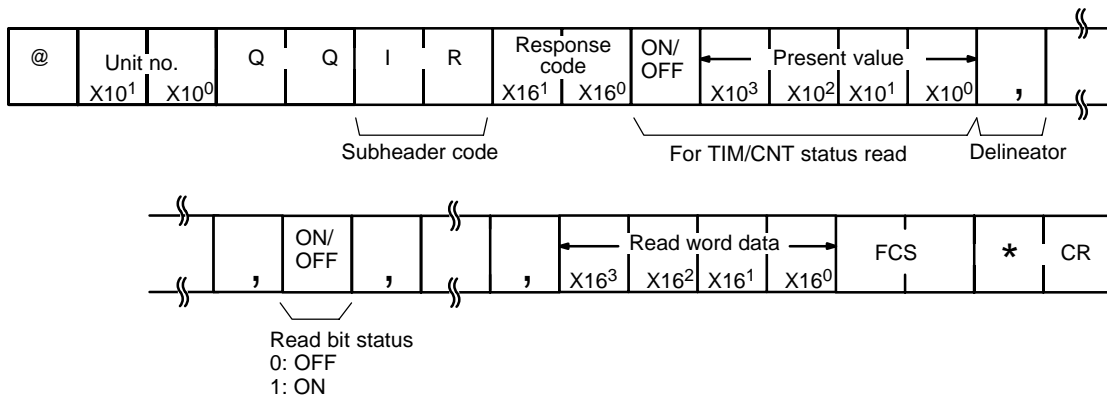 @ Unit no. Q Q I R Response code ON/ OFF Present value ,
X10¹ X10⁰ X16¹ X16⁰ X10³ X10² X10¹ X10⁰
Subheader code For TIM/CNT status read Delineator
, ON/ OFF , , Read word data FCS * CR
X16³ X16² X16¹ X16⁰
Read bit status
0: OFF
1: ON